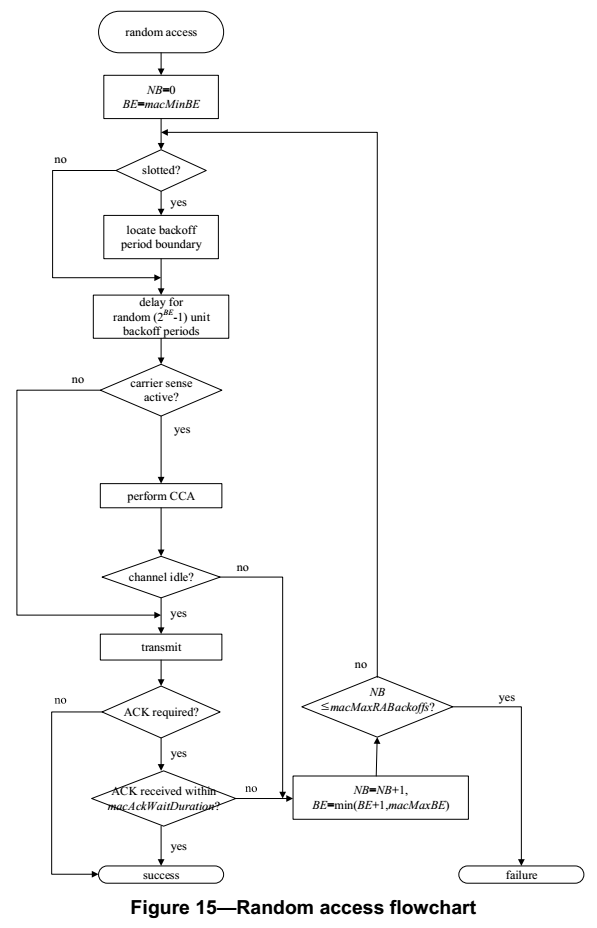 random access
NB=0
BE=macMinBE
no
slotted?
yes
locate backoff
period boundary
delay for
random (2^BE-1) unit
backoff periods
no
carrier sense
active?
yes
perform CCA
channel idle?
no
yes
transmit
no
ACK required?
yes
no
NB
≤macMaxRABackoffs?
yes
ACK received within
macAckWaitDuration?
no
NB=NB+1,
BE=min(BE+1,macMaxBE)
yes
success
failure
Figure 15—Random access flowchart